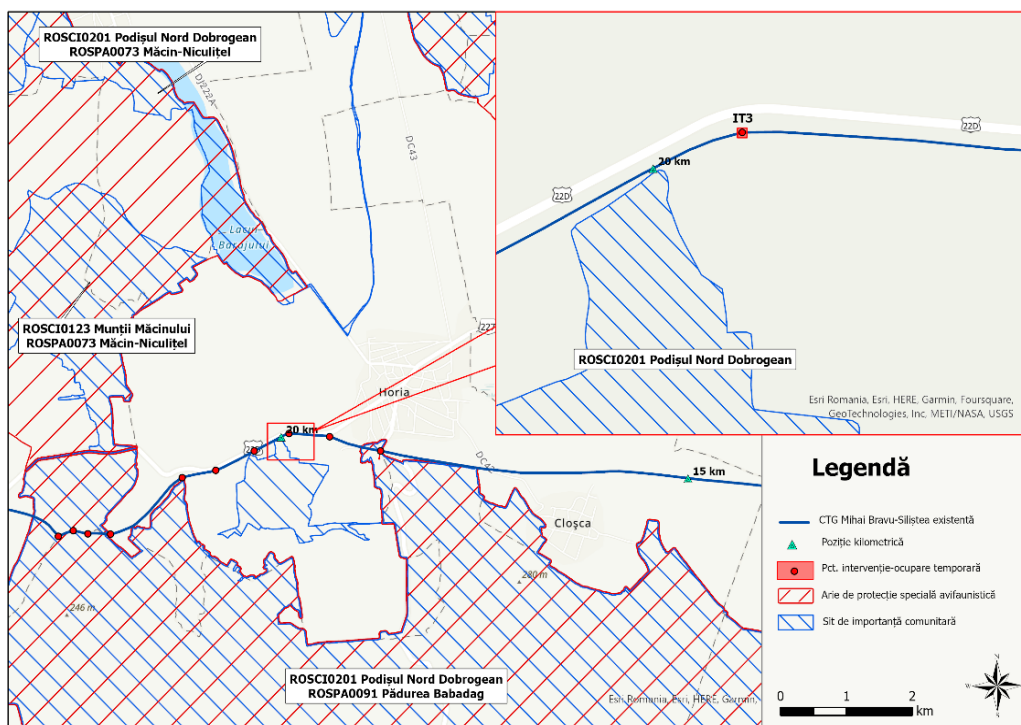 ROSCI0201 Podișul Nord Dobrogean
ROSPA0073 Măcin-Niculițel
DJ222A
DC43
Lacul
Barajului
ROSCI0123 Munții Măcinului
ROSPA0073 Măcin-Niculițel
227
Horia
20 km
DC42
15 km
Cloșca
280 m
246 m
ROSCI0201 Podișul Nord Dobrogean
ROSPA0091 Pădurea Babadag
Esri Romania, Esri, HERE, Garmin,
IT3
22D
20 km
22D
ROSCI0201 Podișul Nord Dobrogean
Esri Romania, Esri, HERE, Garmin, Foursquare,
GeoTechnologies, Inc, METI/NASA, USGS
Legendă
CTG Mihai Bravu-Siliștea existentă
Poziție kilometrică
Pct. intervenție-ocupare temporară
Arie de protecție specială avifaunistică
Sit de importanță comunitară
N
V
E
S
0 1 2
km